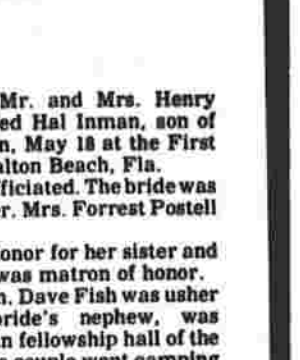 Mr. and Mrs. Henry
ed Hal Inman, son of
n, May 18 at the First
alton Beach, Fla.
ficiated. The bride was
r. Mrs. Forrest Postell
onor for her sister and
was matron of honor.
n. Dave Fish was usher
ride's nephew, was
n fellowship hall of the
couple went camping